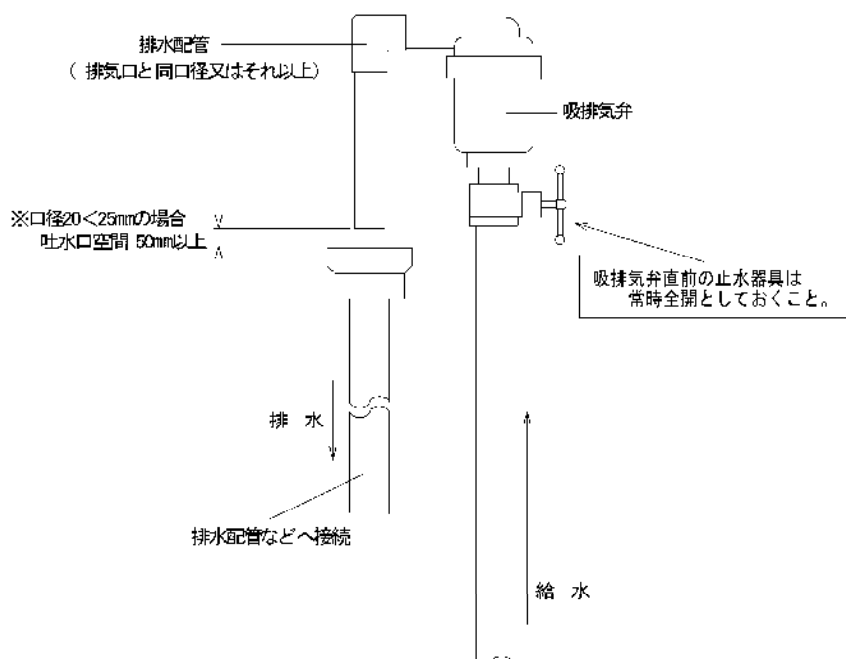 排水配管
( 排気口と同口径又はそれ以上)
吸排気弁
※口径20<25mmの場合
吐水口空間 50mm以上
吸排気弁直前の止水器具は
常時全開としておくこと。
排 水
排水配管などへ接続
給 水